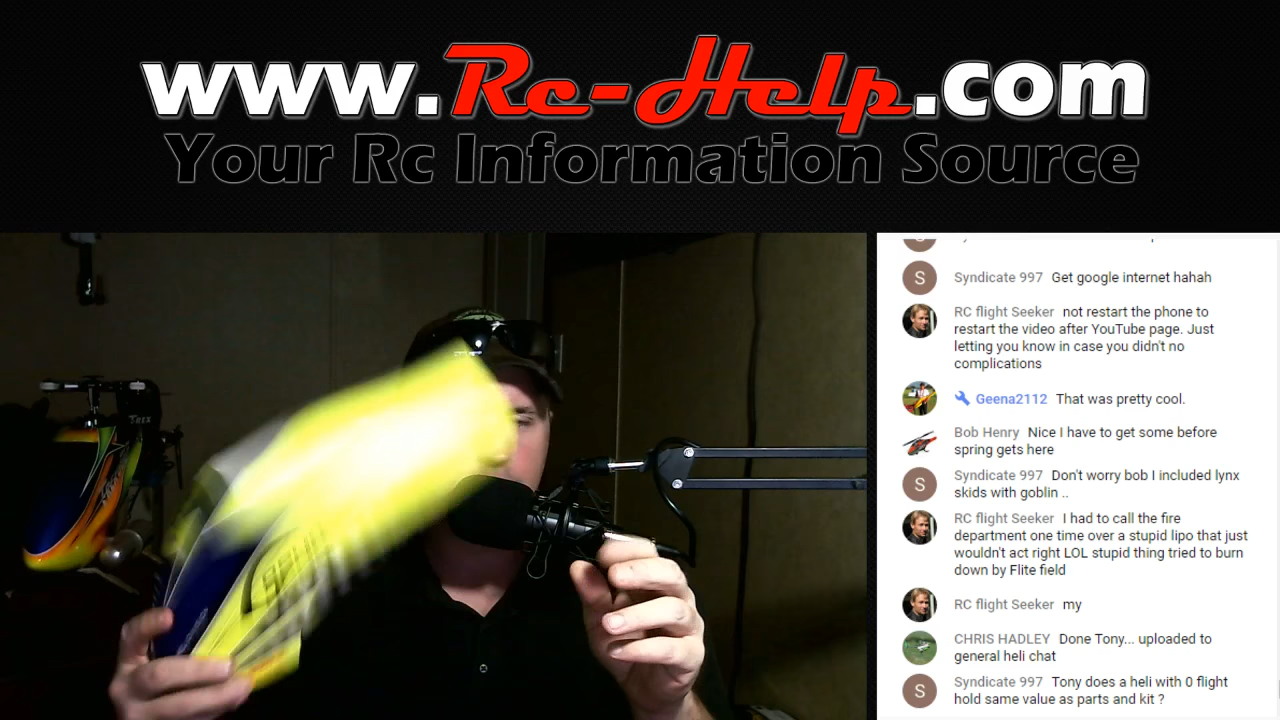 www.Rc-Help.com
Your Rc Information Source
T-REX
Syndicate 997 Get google internet hahah
RC flight Seeker not restart the phone to
restart the video after YouTube page. Just
letting you know in case you didn't no
complications
Geena2112 That was pretty cool.
Bob Henry Nice I have to get some before
spring gets here
Syndicate 997 Don't worry bob I included lynx
skids with goblin ..
RC flight Seeker I had to call the fire
department one time over a stupid lipo that just
wouldn't act right LOL stupid thing tried to burn
down by Flite field
RC flight Seeker my
CHRIS HADLEY Done Tony... uploaded to
general heli chat
Syndicate 997 Tony does a heli with 0 flight
hold same value as parts and kit ?